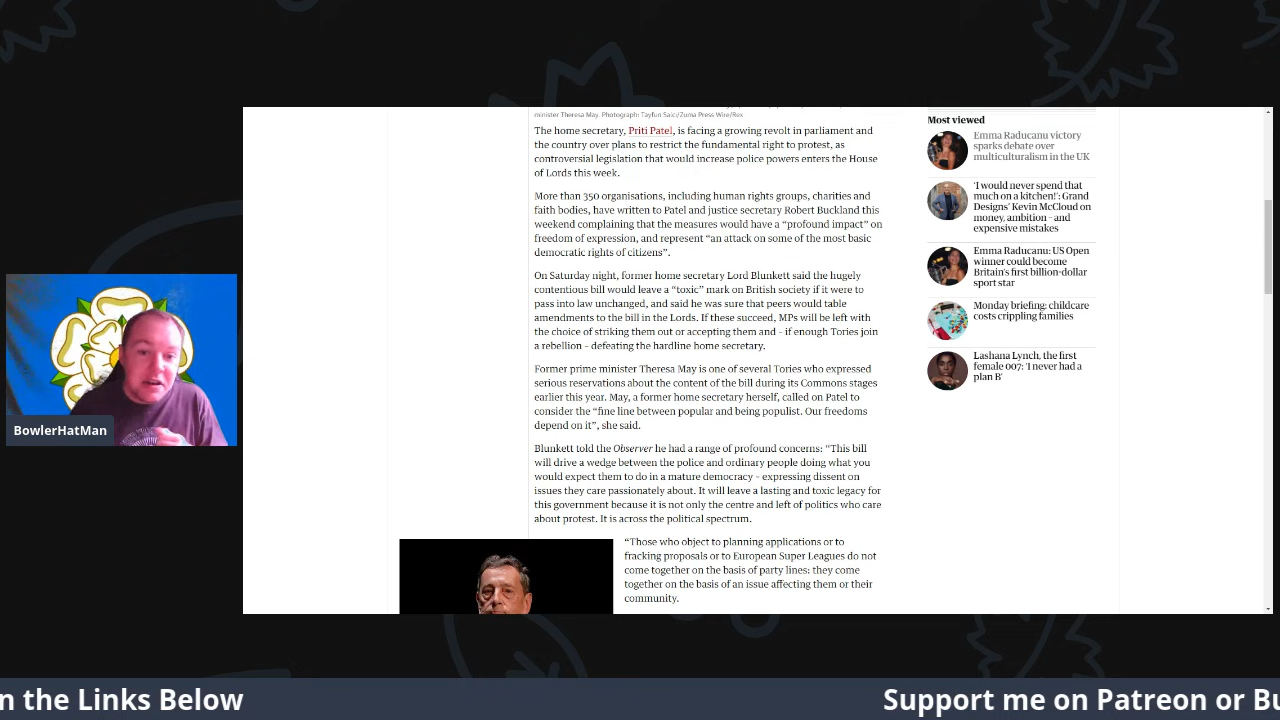 minister Theresa May. Photograph: Tayfun Salci/Zuma Press Wire/Rex
The home secretary, Priti Patel, is facing a growing revolt in parliament and
the country over plans to restrict the fundamental right to protest, as
controversial legislation that would increase police powers enters the House
of Lords this week.
More than 350 organisations, including human rights groups, charities and
faith bodies, have written to Patel and justice secretary Robert Buckland this
weekend complaining that the measures would have a “profound impact” on
freedom of expression, and represent “an attack on some of the most basic
democratic rights of citizens”.
On Saturday night, former home secretary Lord Blunkett said the hugely
contentious bill would leave a “toxic” mark on British society if it were to
pass into law unchanged, and said he was sure that peers would table
amendments to the bill in the Lords. If these succeed, MPs will be left with
the choice of striking them out or accepting them and – if enough Tories join
a rebellion – defeating the hardline home secretary.
Former prime minister Theresa May is one of several Tories who expressed
serious reservations about the content of the bill during its Commons stages
earlier this year. May, a former home secretary herself, called on Patel to
consider the “fine line between popular and being populist. Our freedoms
depend on it”, she said.
Blunkett told the Observer he had a range of profound concerns: “This bill
will drive a wedge between the police and ordinary people doing what you
would expect them to do in a mature democracy – expressing dissent on
issues they care passionately about. It will leave a lasting and toxic legacy for
this government because it is not only the centre and left of politics who care
about protest. It is across the political spectrum.
“Those who object to planning applications or to
fracking proposals or to European Super Leagues do not
come together on the basis of party lines: they come
together on the basis of an issue affecting them or their
community.
Most viewed
Emma Raducanu victory
sparks debate over
multiculturalism in the UK
‘I would never spend that
much on a kitchen!’: Grand
Designs’ Kevin McCloud on
money, ambition – and
expensive mistakes
Emma Raducanu: US Open
winner could become
Britain’s first billion-dollar
sport star
Monday briefing: childcare
costs crippling families
Lashana Lynch, the first
female 007: ‘I never had a
plan B’
BowlerHatMan
n the Links Below
Support me on Patreon or Bu